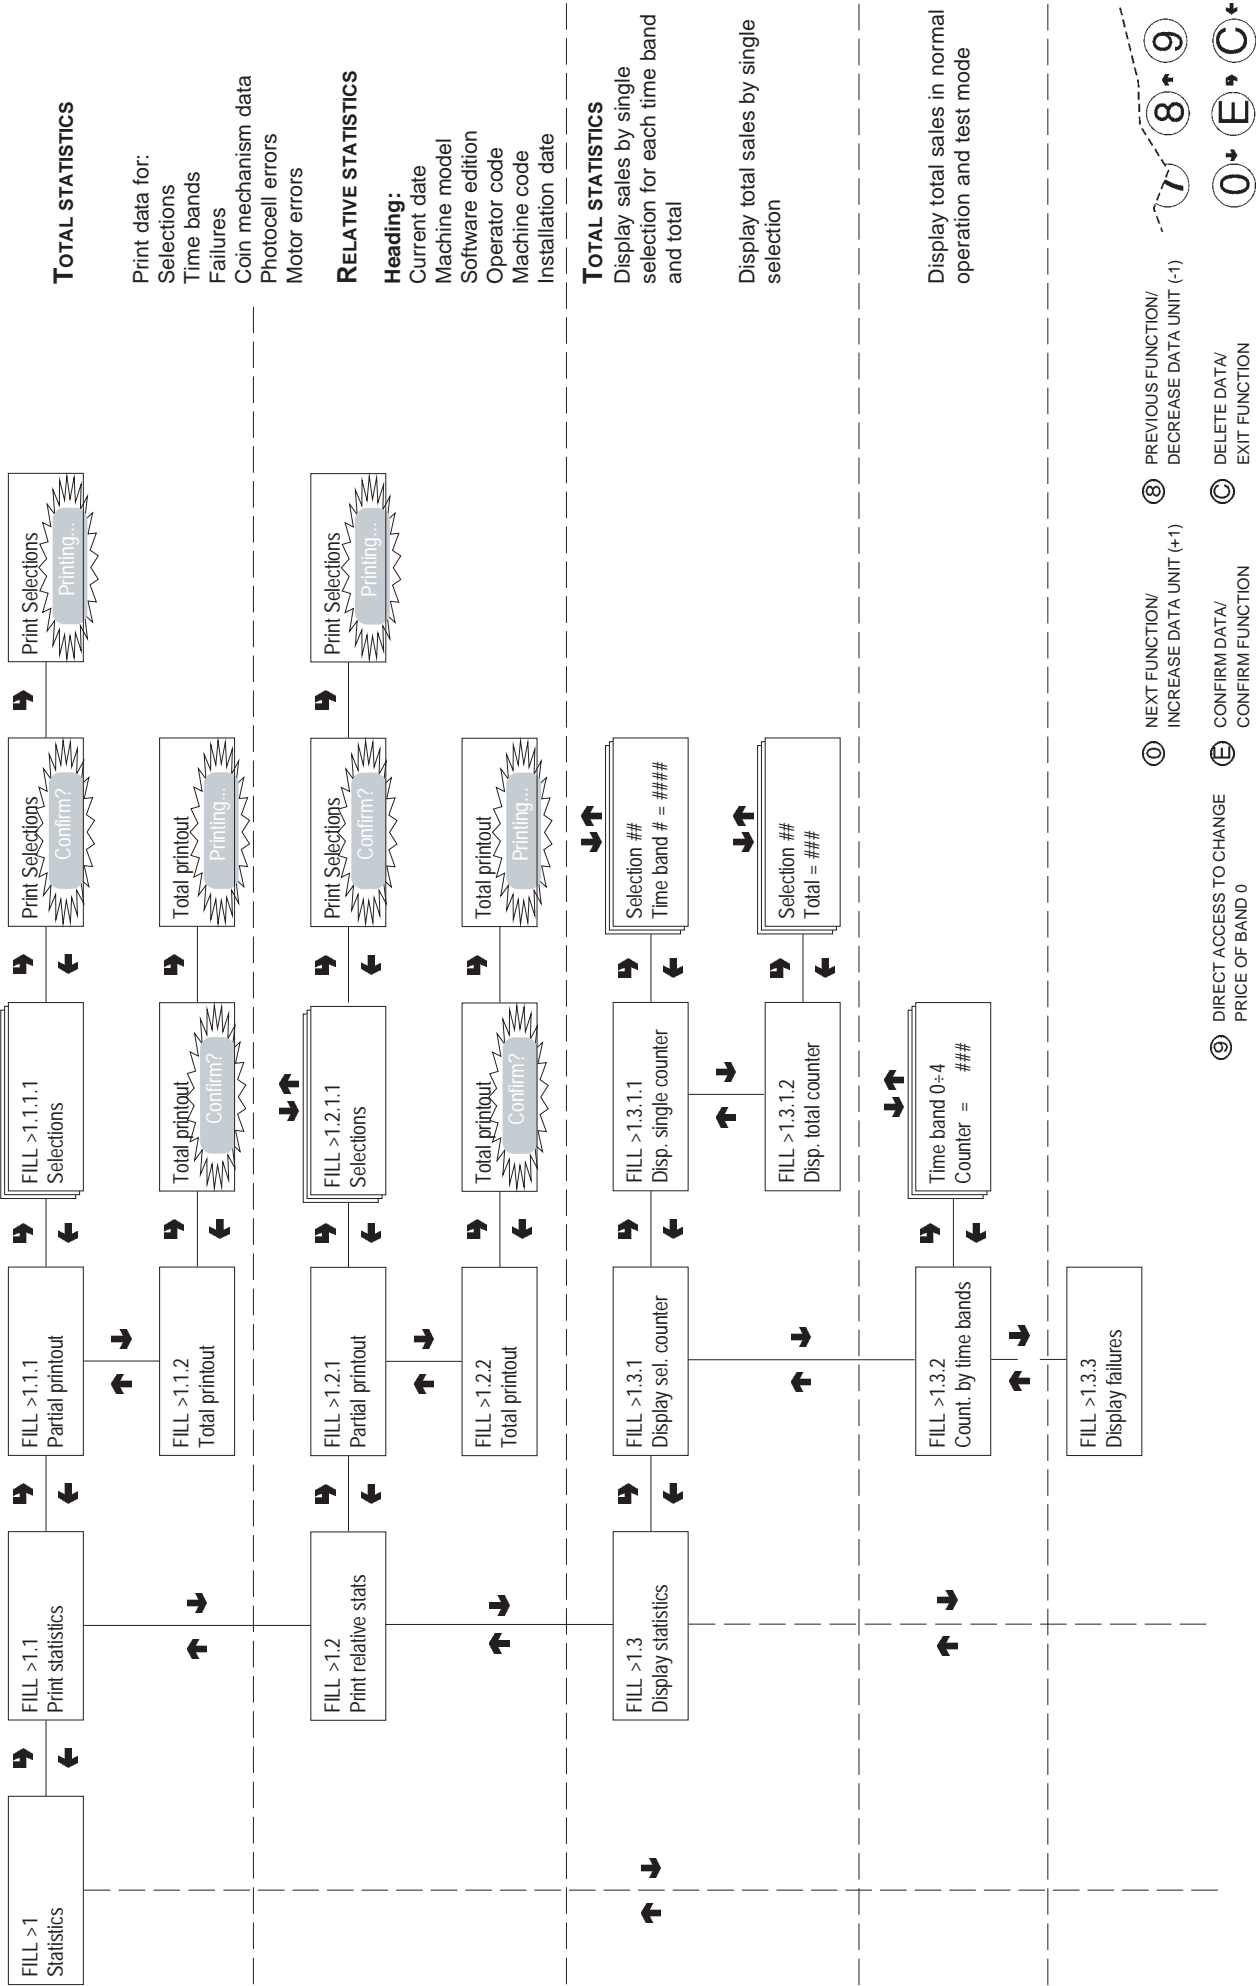 FILL >1
Statistics
FILL >1.1
Print statistics
FILL >1.1.1
Partial printout
FILL >1.1.1.1
Selections
Print Selections
Confirm?
Print Selections
Printing...
TOTAL STATISTICS
FILL >1.1.2
Total printout
Total printout
Confirm?
Total printout
Printing...
Print data for:
Selections
Time bands
Failures
Coin mechanism data
Photocell errors
Motor errors
FILL >1.2
Print relative stats
FILL >1.2.1
Partial printout
FILL >1.2.1.1
Selections
Print Selections
Confirm?
Print Selections
Printing...
RELATIVE STATISTICS
Heading:
Current date
Machine model
Software edition
Operator code
Machine code
Installation date
FILL >1.2.2
Total printout
Total printout
Confirm?
Total printout
Printing...
FILL >1.3
Display statistics
FILL >1.3.1
Display sel. counter
FILL >1.3.1.1
Disp. single counter
Selection ##
Time band # = ####
TOTAL STATISTICS
Display sales by single
selection for each time band
and total
FILL >1.3.1.2
Disp. total counter
Selection ##
Total = ###
Display total sales by single
selection
FILL >1.3.2
Count. by time bands
Time band 0÷4
Counter = ###
Display total sales in normal
operation and test mode
FILL >1.3.3
Display failures
9 DIRECT ACCESS TO CHANGE
PRICE OF BAND 0
0 NEXT FUNCTION/
INCREASE DATA UNIT (+1)
E CONFIRM DATA/
CONFIRM FUNCTION
8 PREVIOUS FUNCTION/
DECREASE DATA UNIT (-1)
C DELETE DATA/
EXIT FUNCTION
7 8 9
0 E C